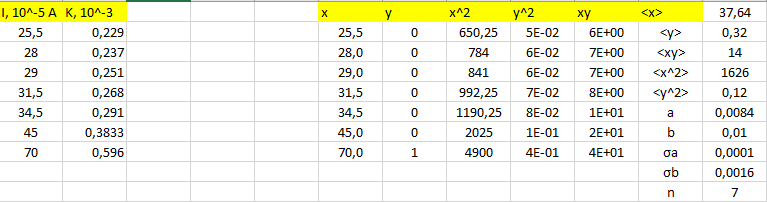 I, 10^-5 A K, 10^-3 x y x^2 y^2 xy <x> 37,64
25,5 0,229 25,5 0 650,25 5E-02 6E+00 <y> 0,32
28 0,237 28,0 0 784 6E-02 7E+00 <xy> 14
29 0,251 29,0 0 841 6E-02 7E+00 <x^2> 1626
31,5 0,268 31,5 0 992,25 7E-02 8E+00 <y^2> 0,12
34,5 0,291 34,5 0 1190,25 8E-02 1E+01 a 0,0084
45 0,3833 45,0 0 2025 1E-01 2E+01 b 0,01
70 0,596 70,0 1 4900 4E-01 4E+01 σa 0,0001
σb 0,0016
n 7